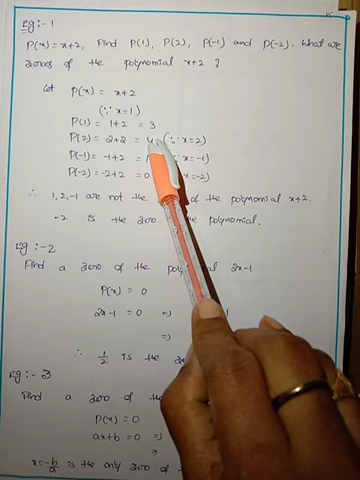 Eg :- 1
P(x) = x+2, Find P(1), P(2), P(-1) and P(-2). What are
zeroes of the polynomial x+2 ?
Let P(x) = x+2
(∵ x=1)
P(1) = 1+2 = 3
P(2) = 2+2 = 4 (∵ x=2)
P(-1) = -1+2 = 1 x=-1)
P(-2) = -2+2 = 0 x=-2)
∴ 1, 2, -1 are not the of the polynomial x+2.
-2 is the zero polynomial.
Eg :- 2
Find a zero of the 2x-1
P(x) = 0
2x-1 = 0 => 1
=>
∴ 1/2 is the
Eg :- 3
Find a zero of the
P(x) = 0
ax+b = 0 =>
x = -b/a is the only zero of